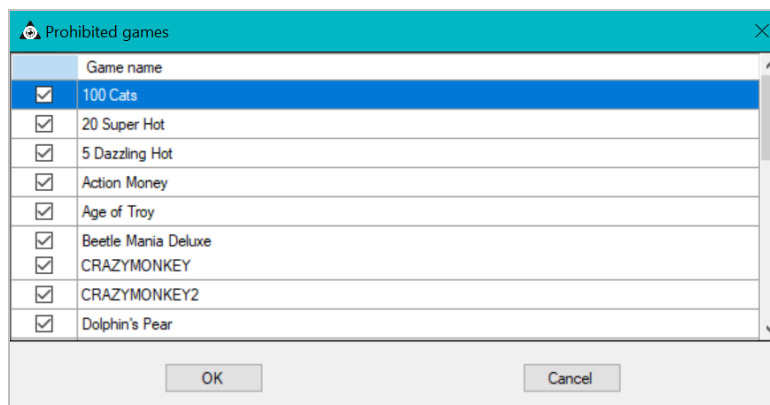 Prohibited games
Game name
100 Cats
20 Super Hot
5 Dazzling Hot
Action Money
Age of Troy
Beetle Mania Deluxe
CRAZYMONKEY
CRAZYMONKEY2
Dolphin's Pear
OK
Cancel